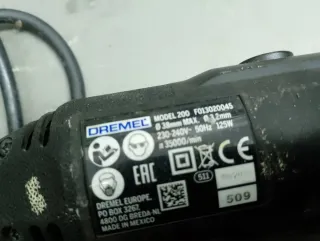 DREMEL
MODEL 200 F013020045
Ø 38mm MAX. Ø 3,2mm
230-240V~ 50Hz 125W
n 35000/min
EAC
S11
509
DREMEL EUROPE,
PO BOX 3267,
4800 DG BREDA-NL
MADE IN MEXICO